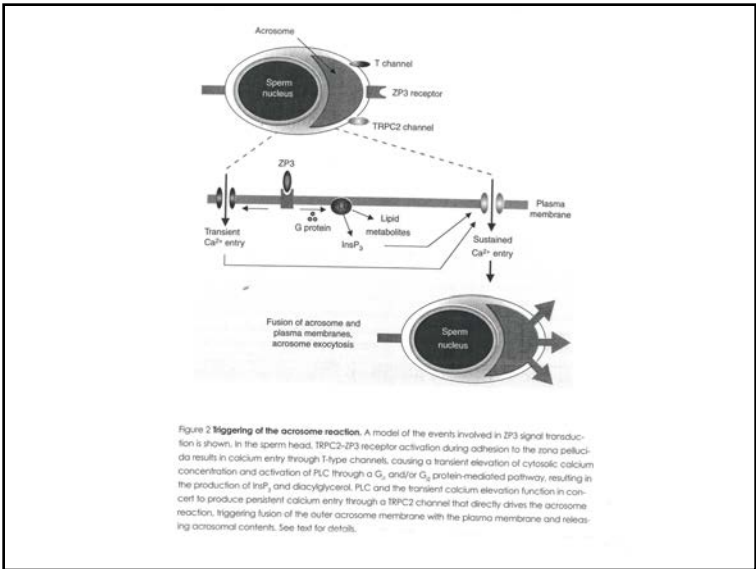 Acrosome
T channel
Sperm
nucleus
ZP3 receptor
TRPC2 channel
ZP3
Plasma
membrane
G protein
Lipid
metabolites
InsP3
Transient
Ca2+ entry
Sustained
Ca2+ entry
Fusion of acrosome and
plasma membranes,
acrosome exocytosis
Sperm
nucleus
Figure 2 Triggering of the acrosome reaction. A model of the events involved in ZP3 signal transduc-
tion is shown. In the sperm head, TRPC2–ZP3 receptor activation during adhesion to the zona pelluci-
da results in calcium entry through T-type channels, causing a transient elevation of cytosolic calcium
concentration and activation of PLC through a Gi and/or Gq protein-mediated pathway, resulting in
the production of InsP3 and diacylglycerol. PLC and the transient calcium elevation function in con-
cert to produce persistent calcium entry through a TRPC2 channel that directly drives the acrosome
reaction, triggering fusion of the outer acrosome membrane with the plasma membrane and releas-
ing acrosomal contents. See text for details.